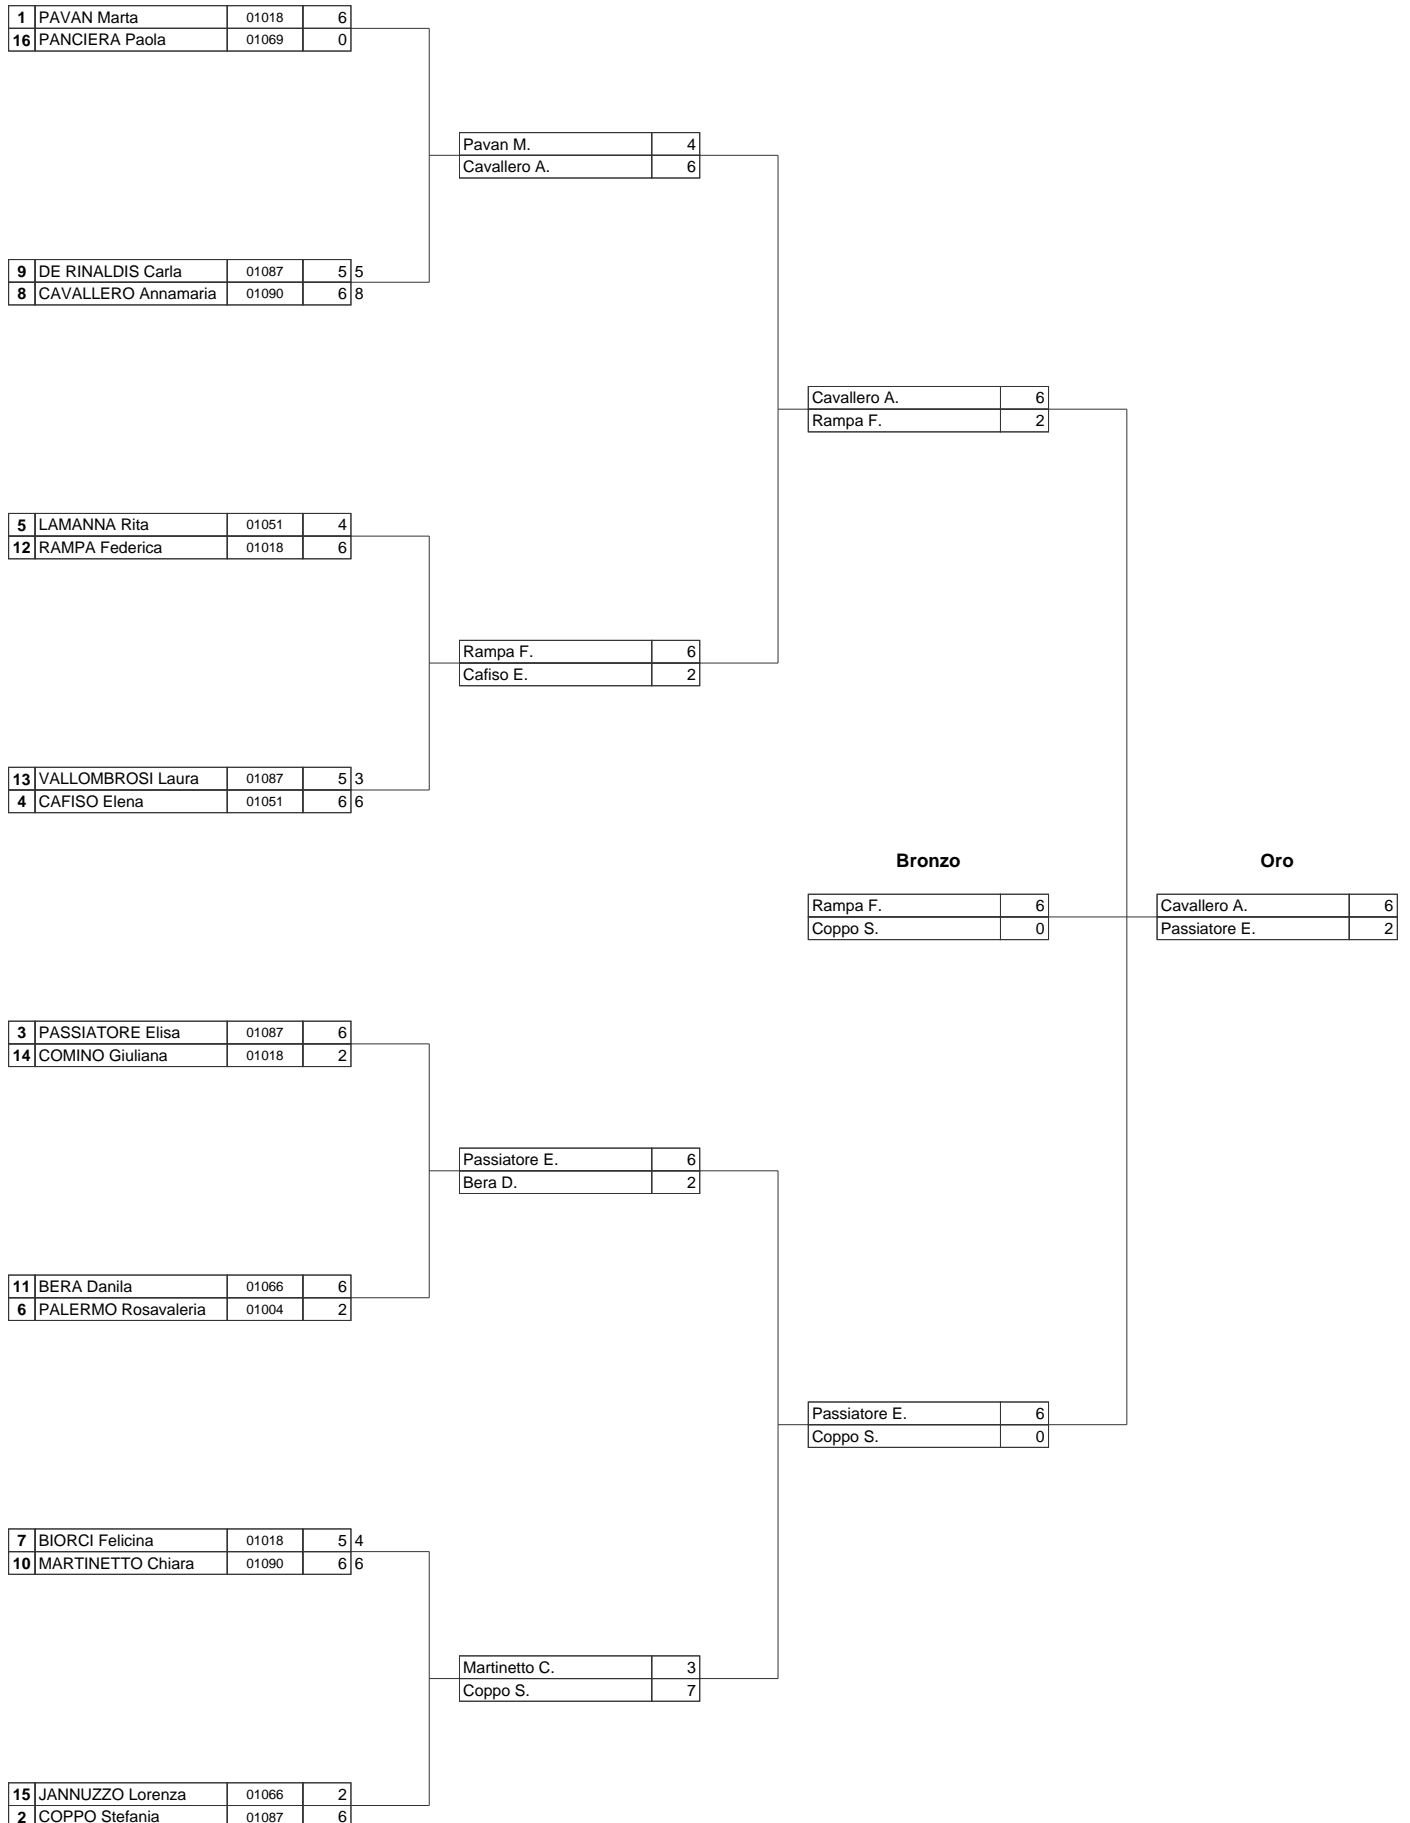 1 PAVAN Marta 01018 6
16 PANCIERA Paola 01069 0
Pavan M. 4
Cavallero A. 6
9 DE RINALDIS Carla 01087 5 5
8 CAVALLERO Annamaria 01090 6 8
Cavallero A. 6
Rampa F. 2
5 LAMANNA Rita 01051 4
12 RAMPA Federica 01018 6
Rampa F. 6
Cafiso E. 2
13 VALLOMBROSI Laura 01087 5 3
4 CAFISO Elena 01051 6 6
Bronzo Oro
Rampa F. 6 Cavallero A. 6
Coppo S. 0 Passiatore E. 2
3 PASSIATORE Elisa 01087 6
14 COMINO Giuliana 01018 2
Passiatore E. 6
Bera D. 2
11 BERA Danila 01066 6
6 PALERMO Rosavaleria 01004 2
Passiatore E. 6
Coppo S. 0
7 BIORCI Felicina 01018 5 4
10 MARTINETTO Chiara 01090 6 6
Martinetto C. 3
Coppo S. 7
15 JANNUZZO Lorenza 01066 2
2 COPPO Stefania 01087 6